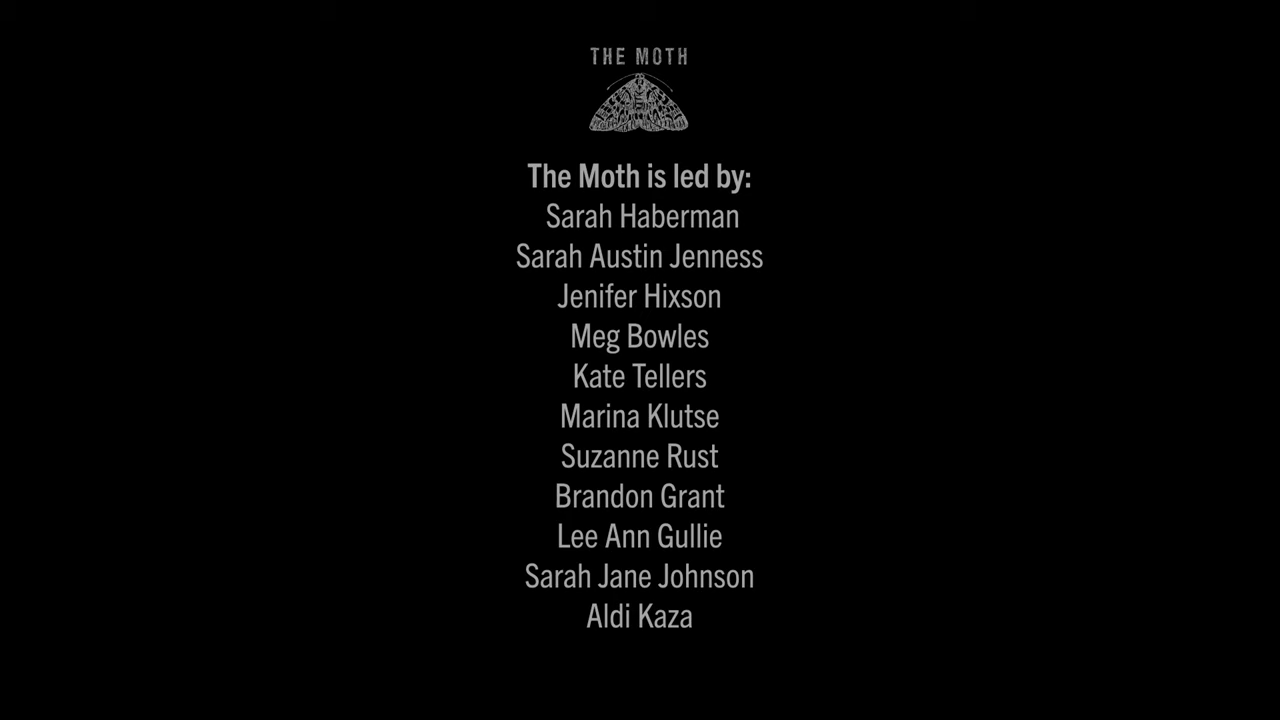 THE MOTH
The Moth is led by:
Sarah Haberman
Sarah Austin Jenness
Jenifer Hixson
Meg Bowles
Kate Tellers
Marina Klutse
Suzanne Rust
Brandon Grant
Lee Ann Gullie
Sarah Jane Johnson
Aldi Kaza